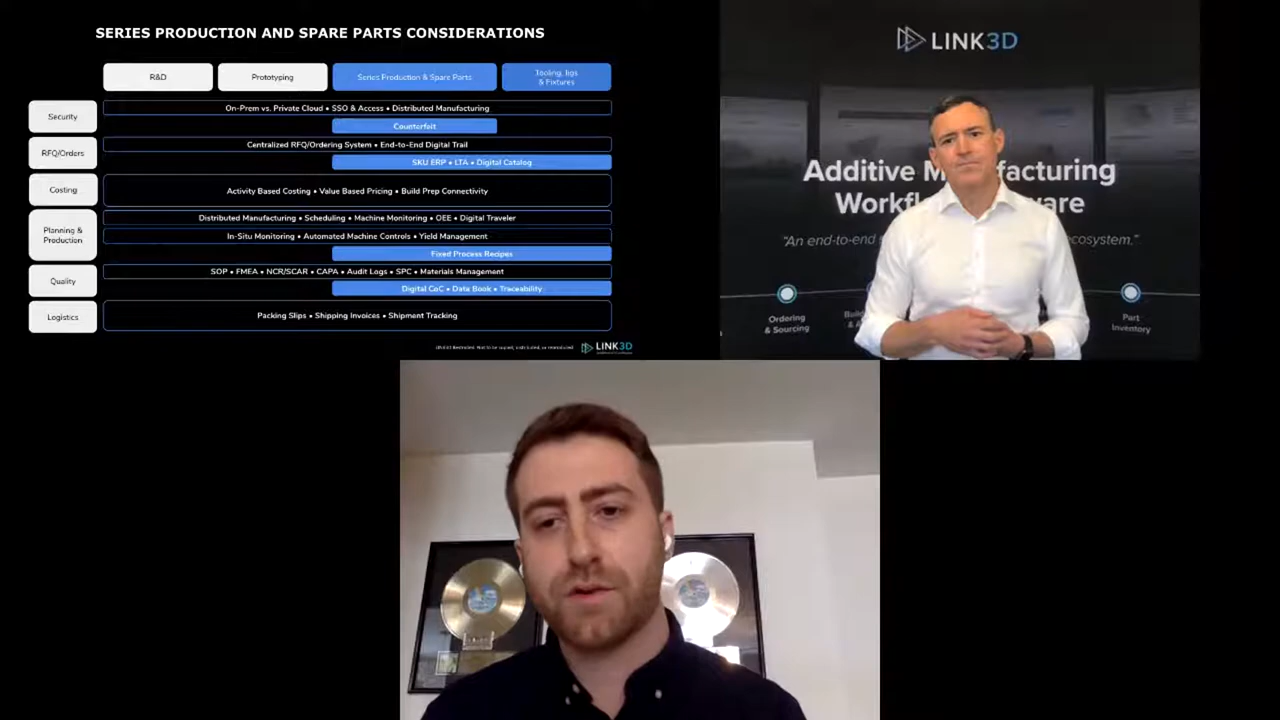 SERIES PRODUCTION AND SPARE PARTS CONSIDERATIONS
R&D
Prototyping
Series Production & Spare Parts
Tooling, Jigs
& Fixtures
Security
On-Prem vs. Private Cloud • SSO & Access • Distributed Manufacturing
Counterfeit
RFQ/Orders
Centralized RFQ/Ordering System • End-to-End Digital Trail
SKU ERP • LTA • Digital Catalog
Costing
Activity Based Costing • Value Based Pricing • Build Prep Connectivity
Planning &
Production
Distributed Manufacturing • Scheduling • Machine Monitoring • OEE • Digital Traveler
In-Situ Monitoring • Automated Machine Controls • Yield Management
Fixed Process Recipes
Quality
SOP • FMEA • NCR/SCAR • CAPA • Audit Logs • SPC • Materials Management
Digital CoC • Data Book • Traceability
Logistics
Packing Slips • Shipping Invoices • Shipment Tracking
LINK3D
LINK3D
Additive M facturing
Workfl ware
"An end-to-end ecosystem."
Ordering
& Sourcing
Part
Inventory